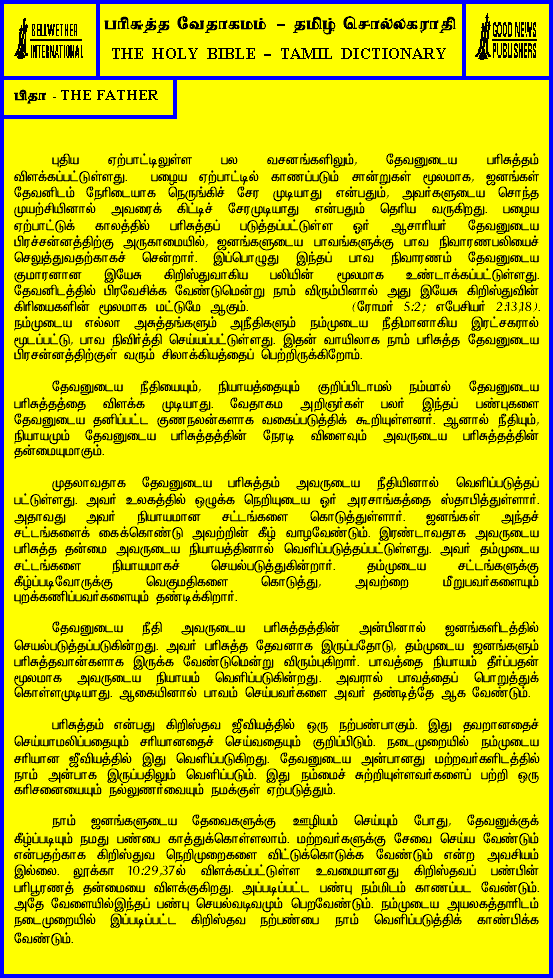 BELLWETHER
INTERNATIONAL
பரிசுத்த வேதாகமம் – தமிழ் சொல்லகராதி
THE HOLY BIBLE – TAMIL DICTIONARY
GOOD NEWS
PUBLISHERS
பிதா - THE FATHER
புதிய ஏற்பாட்டிலுள்ள பல வசனங்களிலும், தேவனுடைய பரிசுத்தம்
விளக்கப்பட்டுள்ளது. பழைய ஏற்பாட்டில் காணப்படும் சான்றுகள் மூலமாக, ஜனங்கள்
தேவனிடம் நேரிடையாக நெருங்கிச் சேர முடியாது என்பதும், அவர்களுடைய சொந்த
முயற்சியினால் அவரைக் கிட்டிச் சேரமுடியாது என்பதும் தெரிய வருகிறது. பழைய
ஏற்பாட்டுக் காலத்தில் பரிசுத்தப் படுத்தப்பட்டுள்ள ஓர் ஆசாரியர் தேவனுடைய
பிரச்சன்னத்திற்கு அருகாமையில், ஜனங்களுடைய பாவங்களுக்கு பாவ நிவாரணபலியைச்
செலுத்துவதற்காகச் சென்றார். இப்பொழுது இந்தப் பாவ நிவாரணம் தேவனுடைய
குமாரனான இயேசு கிறிஸ்துவாகிய பலியின் மூலமாக உண்டாக்கப்பட்டுள்ளது.
தேவனிடத்தில் பிரவேசிக்க வேண்டுமென்று நாம் விரும்பினால் அது இயேசு கிறிஸ்துவின்
கிரியைகளின் மூலமாக மட்டுமே ஆகும். (ரோமர் 5:2; எபேசியர் 2:13,18).
நம்முடைய எல்லா அசுத்தங்களும் அநீதிகளும் நம்முடைய நீதிமானாகிய இரட்சகரால்
மூடப்பட்டு, பாவ நிவிர்த்தி செய்யப்பட்டுள்ளது. இதன் வாயிலாக நாம் பரிசுத்த தேவனுடைய
பிரசன்னத்திற்குள் வரும் சிலாக்கியத்தைப் பெற்றிருக்கிறோம்.
தேவனுடைய நீதியையும், நியாயத்தையும் குறிப்பிடாமல் நம்மால் தேவனுடைய
பரிசுத்தத்தை விளக்க முடியாது. வேதாகம அறிஞர்கள் பலர் இந்தப் பண்புகளை
தேவனுடைய தனிப்பட்ட குணநலன்களாக வகைப்படுத்திக் கூறியுள்ளனர். ஆனால் நீதியும்,
நியாயமும் தேவனுடைய பரிசுத்தத்தின் நேரடி விளைவும் அவருடைய பரிசுத்தத்தின்
தன்மையுமாகும்.
முதலாவதாக தேவனுடைய பரிசுத்தம் அவருடைய நீதியினால் வெளிப்படுத்தப்
பட்டுள்ளது. அவர் உலகத்தில் ஒழுக்க நெறியுடைய ஓர் அரசாங்கத்தை ஸ்தாபித்துள்ளார்.
அதாவது அவர் நியாயமான சட்டங்களை கொடுத்துள்ளார். ஜனங்கள் அந்தச்
சட்டங்களைக் கைக்கொண்டு அவற்றின் கீழ் வாழவேண்டும். இரண்டாவதாக அவருடைய
பரிசுத்த தன்மை அவருடைய நியாயத்தினால் வெளிப்படுத்தப்பட்டுள்ளது. அவர் தம்முடைய
சட்டங்களை நியாயமாகச் செயல்படுத்துகின்றார். தம்முடைய சட்டங்களுக்கு
கீழ்ப்படிவோருக்கு வெகுமதிகளை கொடுத்து, அவற்றை மீறுபவர்களையும்
புறக்கணிப்பவர்களையும் தண்டிக்கிறார்.
தேவனுடைய நீதி அவருடைய பரிசுத்தத்தின் அன்பினால் ஜனங்களிடத்தில்
செயல்படுத்தப்படுகின்றது. அவர் பரிசுத்த தேவனாக இருப்பதோடு, தம்முடைய ஜனங்களும்
பரிசுத்தவான்களாக இருக்க வேண்டுமென்று விரும்புகிறார். பாவத்தை நியாயம் தீர்ப்பதன்
மூலமாக அவருடைய நியாயம் வெளிப்படுகின்றது. அவரால் பாவத்தைப் பொறுத்துக்
கொள்ளமுடியாது. ஆகையினால் பாவம் செய்பவர்களை அவர் தண்டித்தே ஆக வேண்டும்.
பரிசுத்தம் என்பது கிறிஸ்தவ ஜீவியத்தில் ஒரு நற்பண்பாகும். இது தவறானதைச்
செய்யாமலிப்பதையும் சரியானதைச் செய்வதையும் குறிப்பிடும். நடைமுறையில் நம்முடைய
சரியான ஜீவியத்தில் இது வெளிப்படுகிறது. தேவனுடைய அன்பானது மற்றவர்களிடத்தில்
நாம் அன்பாக இருப்பதிலும் வெளிப்படும். இது நம்மைச் சுற்றியுள்ளவர்களைப் பற்றி ஒரு
கரிசனையையும் நல்லுணர்வையும் நமக்குள் ஏற்படுத்தும்.
நாம் ஜனங்களுடைய தேவைகளுக்கு ஊழியம் செய்யும் போது, தேவனுக்குக்
கீழ்ப்படியும் நமது பண்பை காத்துக்கொள்ளலாம். மற்றவர்களுக்கு சேவை செய்ய வேண்டும்
என்பதற்காக கிறிஸ்துவ நெறிமுறைகளை விட்டுக்கொடுக்க வேண்டும் என்ற அவசியம்
இல்லை. லூக்கா 10:29,37ல் விளக்கப்பட்டுள்ள உவமையானது கிறிஸ்தவப் பண்பின்
பரிபூரணத் தன்மையை விளக்குகிறது. அப்படிப்பட்ட பண்பு நம்மிடம் காணப்பட வேண்டும்.
அதே வேளையில்இந்தப் பண்பு செயல்வடிவமும் பெறவேண்டும். நம்முடைய அயலகத்தாரிடம்
நடைமுறையில் இப்படிப்பட்ட கிறிஸ்தவ நற்பண்பை நாம் வெளிப்படுத்திக் காண்பிக்க
வேண்டும்.